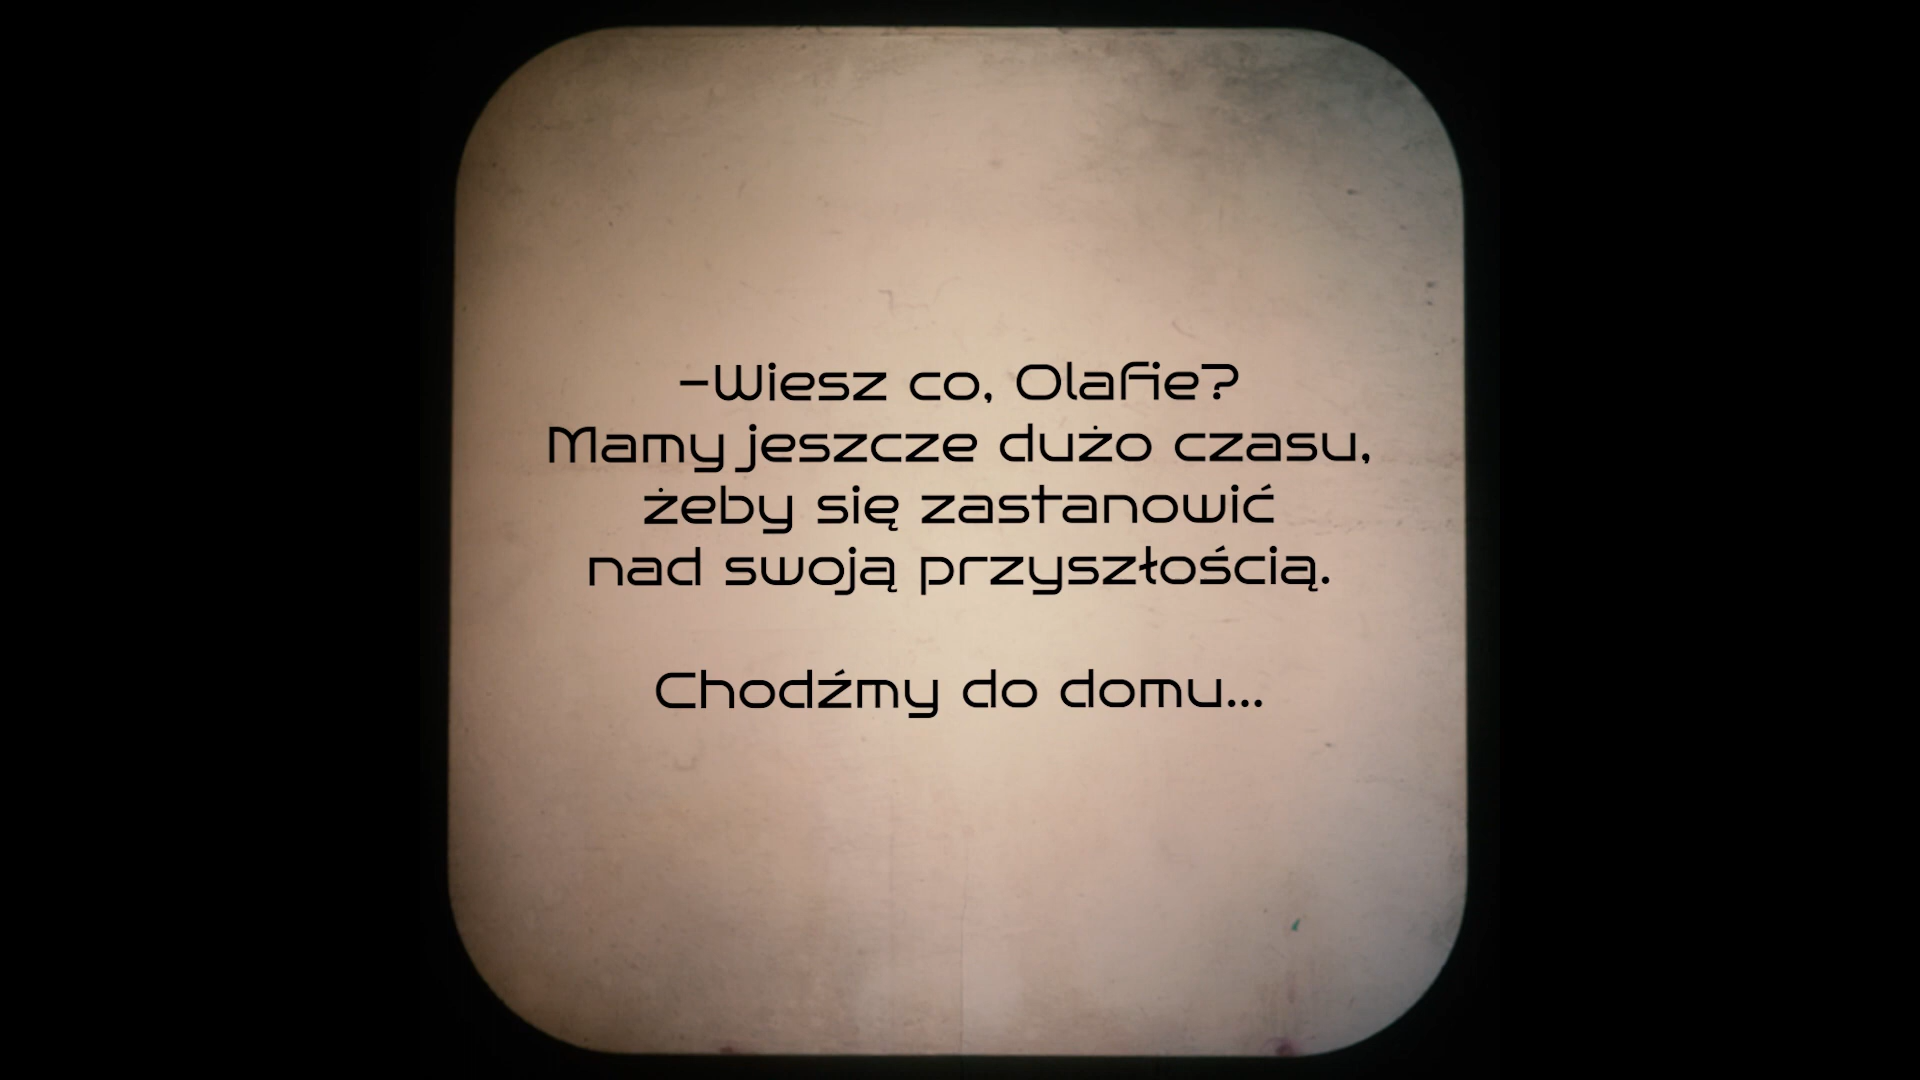 -Wiesz co, Olafie?
Mamy jeszcze dużo czasu,
żeby się zastanowić
nad swoją przyszłością.
Chodźmy do domu...